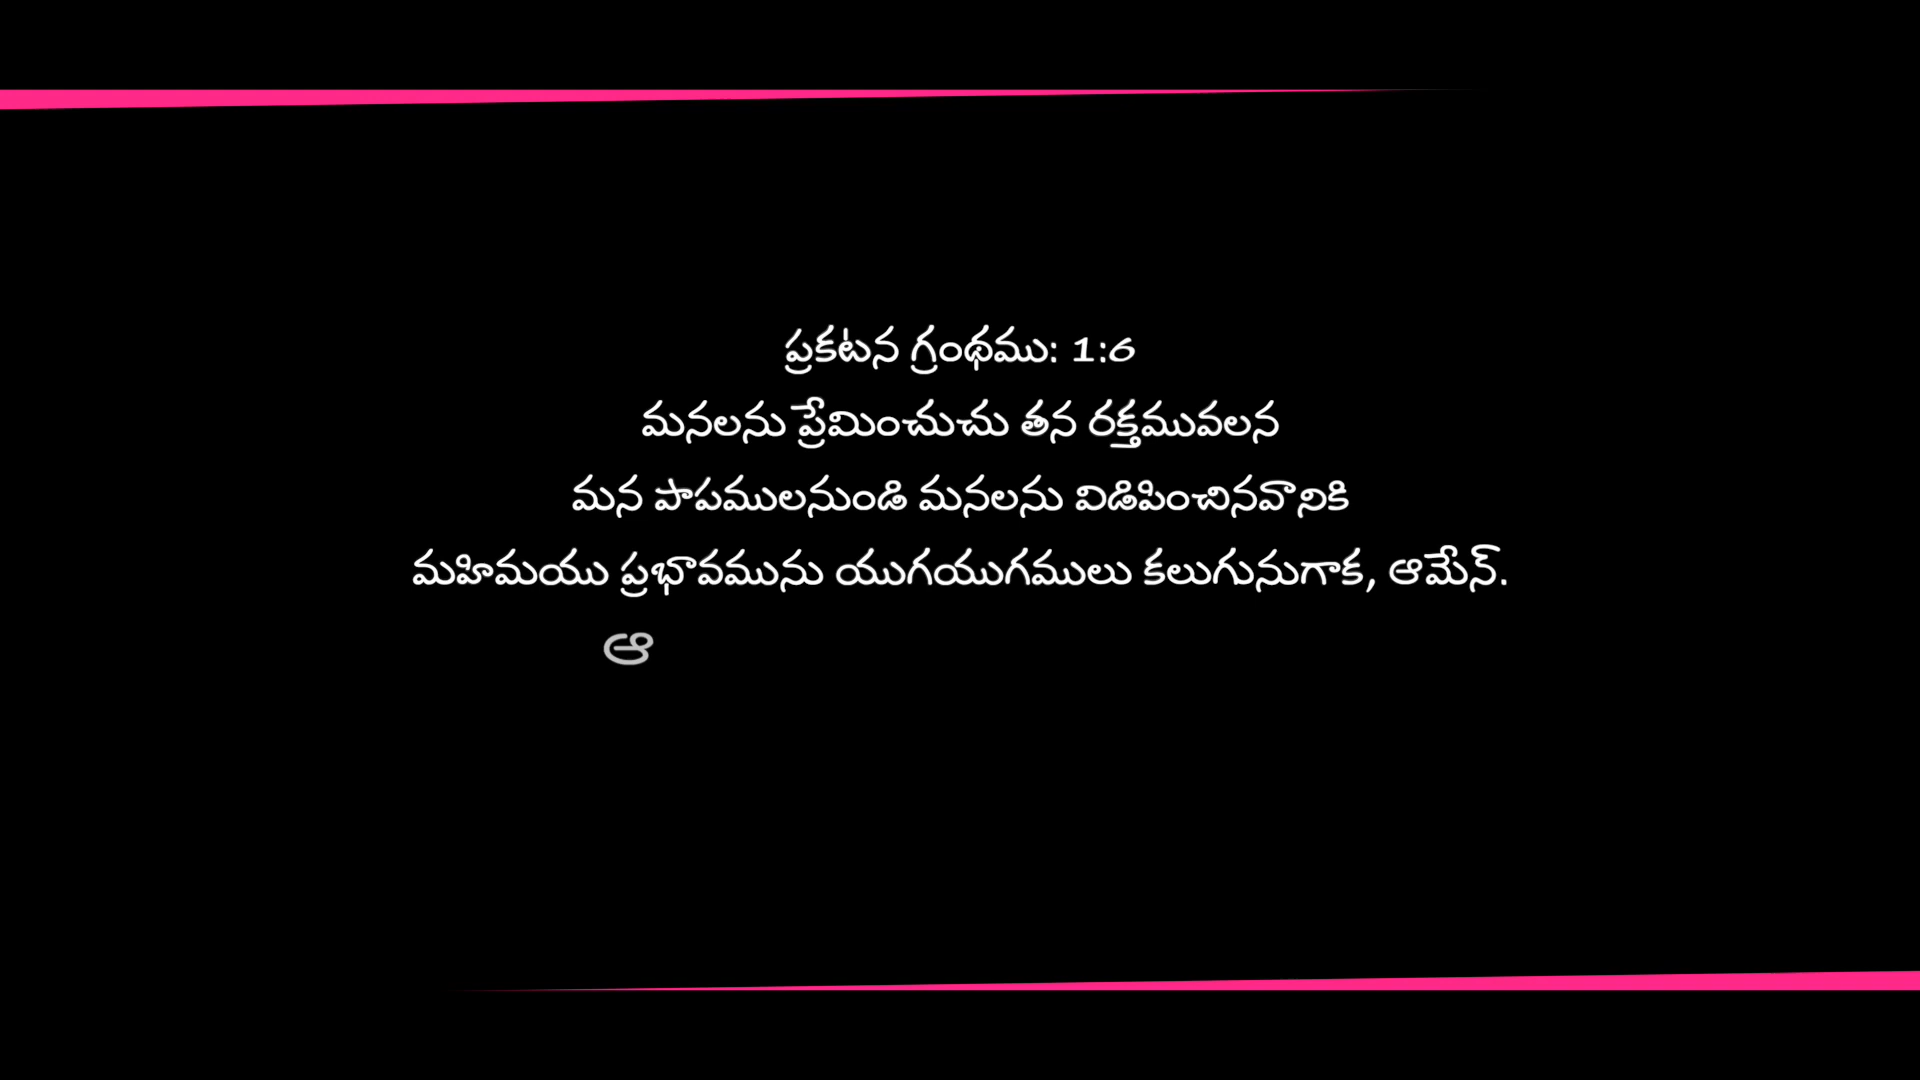 ప్రకటన గ్రంథము: 1:6
మనలను ప్రేమించుచు తన రక్తమువలన
మన పాపములనుండి మనలను విడిపించినవానికి
మహిమయు ప్రభావమును యుగయుగములు కలుగునుగాక, ఆమేన్.
ఆ